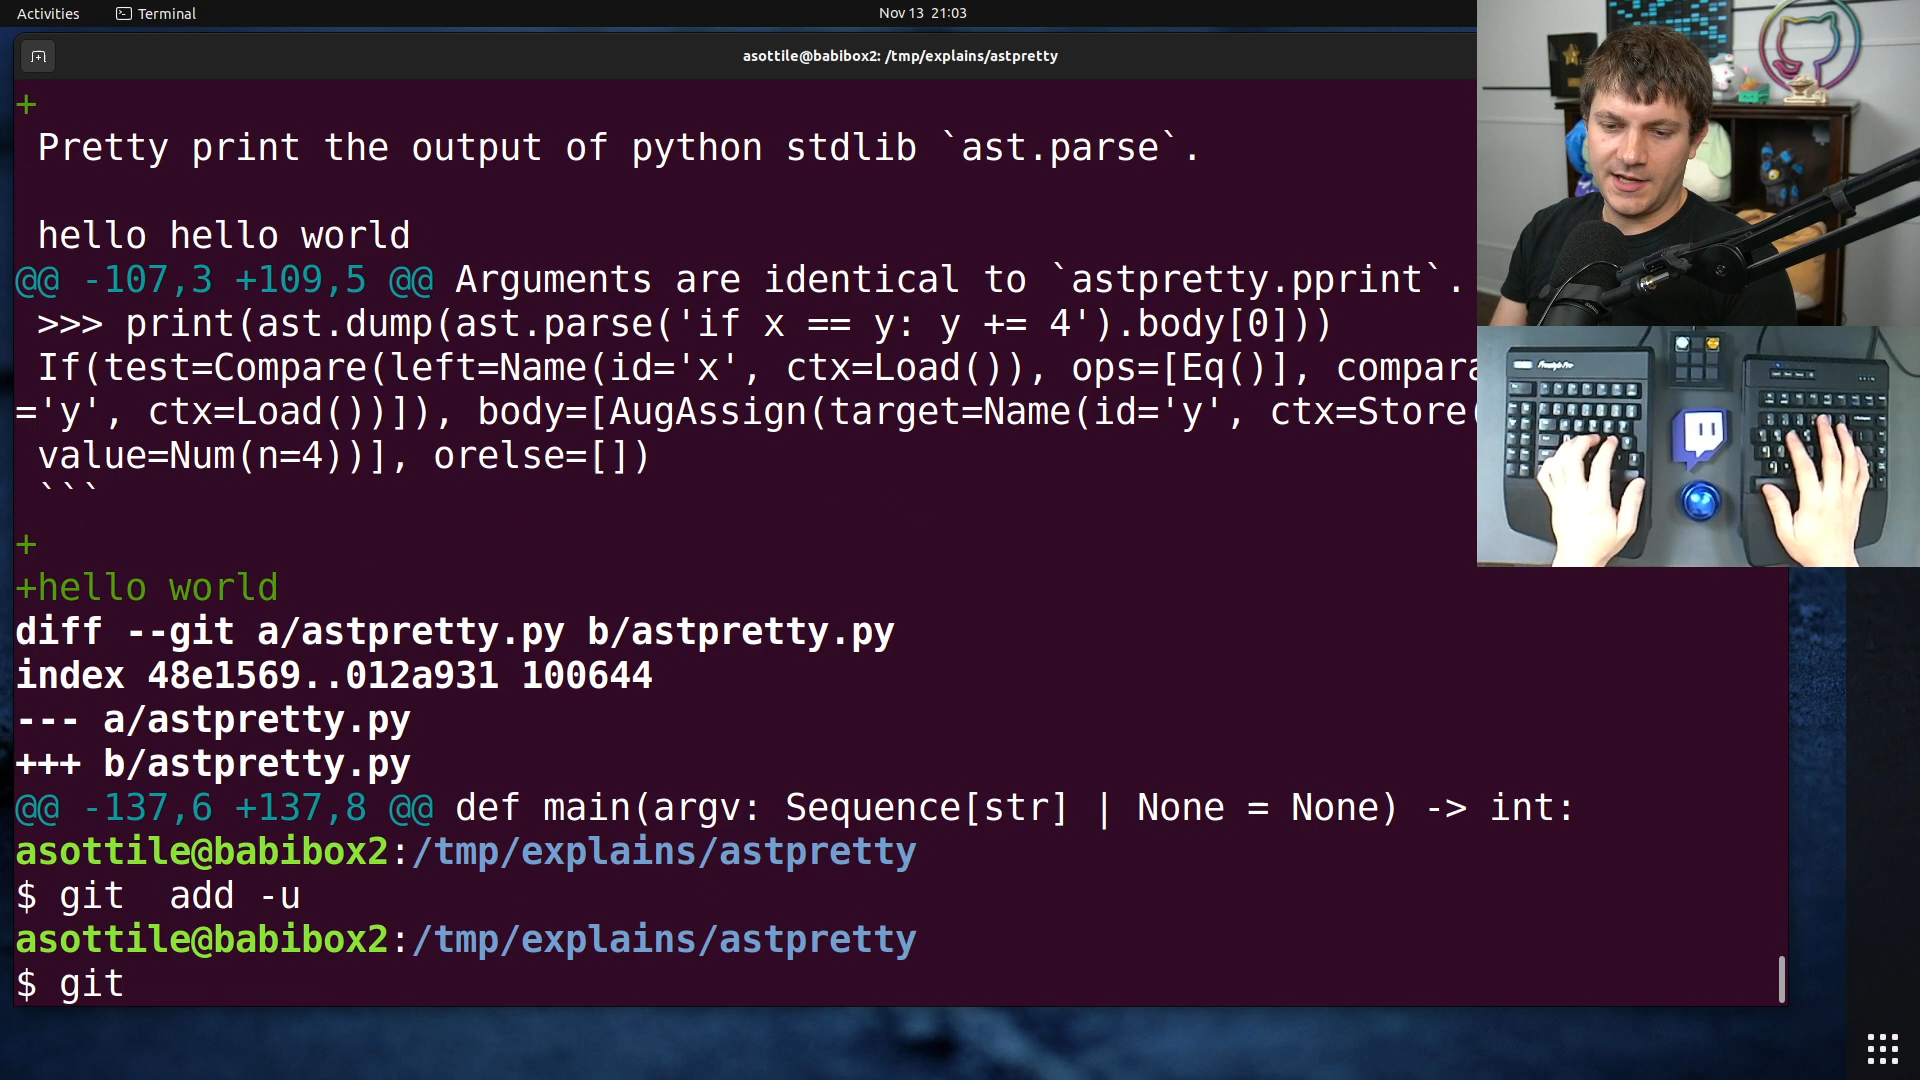 Activities
Terminal
Nov 13 21:03
asottile@babibox2: /tmp/explains/astpretty
+
Pretty print the output of python stdlib `ast.parse`.
hello hello world
@@ -107,3 +109,5 @@ Arguments are identical to `astpretty.pprint`.
>>> print(ast.dump(ast.parse('if x == y: y += 4').body[0]))
If(test=Compare(left=Name(id='x', ctx=Load()), ops=[Eq()], compara
='y', ctx=Load())]), body=[AugAssign(target=Name(id='y', ctx=Store(
value=Num(n=4))], orelse=[])
```
+
+hello world
diff --git a/astpretty.py b/astpretty.py
index 48e1569..012a931 100644
--- a/astpretty.py
+++ b/astpretty.py
@@ -137,6 +137,8 @@ def main(argv: Sequence[str] | None = None) -> int:
asottile@babibox2:/tmp/explains/astpretty
$ git  add -u
asottile@babibox2:/tmp/explains/astpretty
$ git